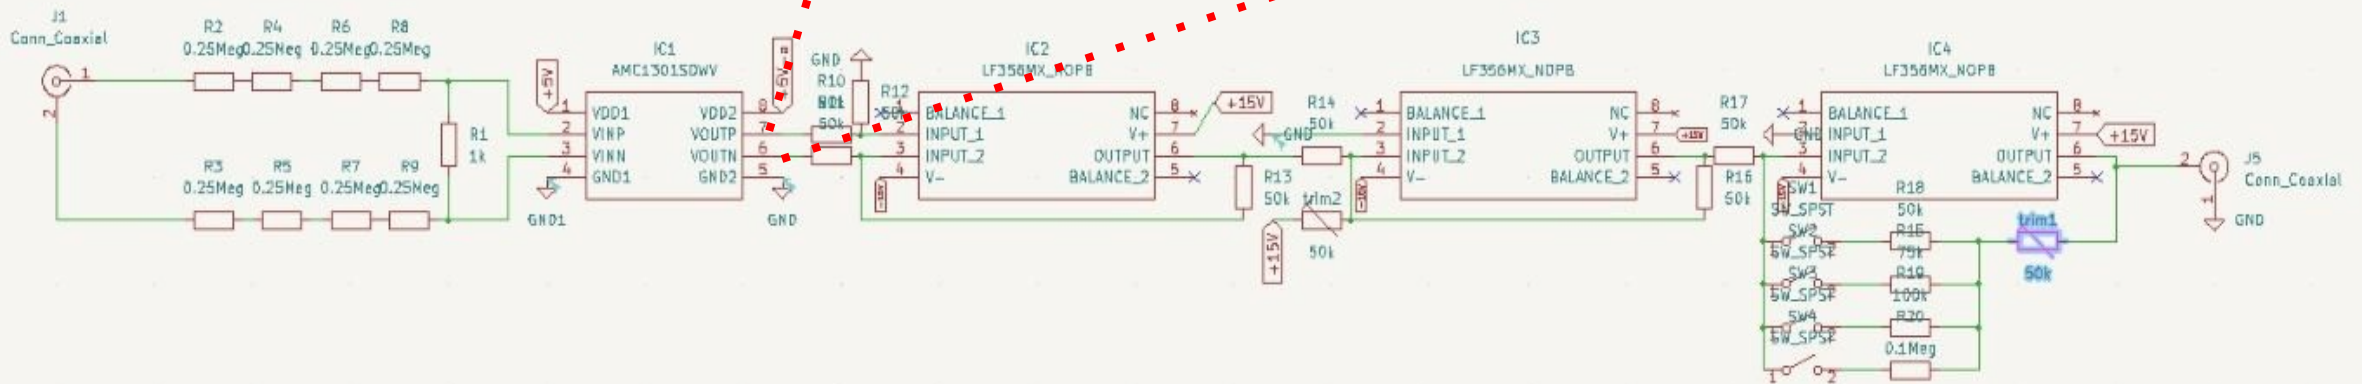 J1
Conn_Coaxial
1
2
R2
0.25Meg
R4
0.25Meg
R6
0.25Meg
R8
0.25Meg
R3
0.25Meg
R5
0.25Meg
R7
0.25Meg
R9
0.25Meg
R1
1k
+5V
IC1
AMC1301SDWV
1 VDD1
2 VINP
3 VINN
4 GND1
VDD2 8
VOUTP 7
VOUTN 6
GND2 5
GND1
GND
GND
R10
50k
R12
IC2
LF356MX_NOPB
1 BALANCE_1
2 INPUT_1
3 INPUT_2
4 V-
NC 8
V+ 7
OUTPUT 6
BALANCE_2 5
-15V
+15V
R13
50k
R14
50k
GND
trim2
50k
+15V
IC3
LF356MX_NOPB
1 BALANCE_1
2 INPUT_1
3 INPUT_2
4 V-
NC 8
V+ 7
OUTPUT 6
BALANCE_2 5
-15V
+15V
R16
50k
R17
50k
GND
IC4
LF356MX_NOPB
1 BALANCE_1
INPUT_1
3 INPUT_2
4 V-
NC 8
V+ 7
OUTPUT 6
BALANCE_2 5
+15V
SW1
SW_SPST
SW2
SW_SPST
SW3
SW_SPST
SW4
SW_SPST
1 2
R18
50k
R15
75k
R19
100k
R20
0.1Meg
trim1
50k
2
1
J5
Conn_Coaxial
GND